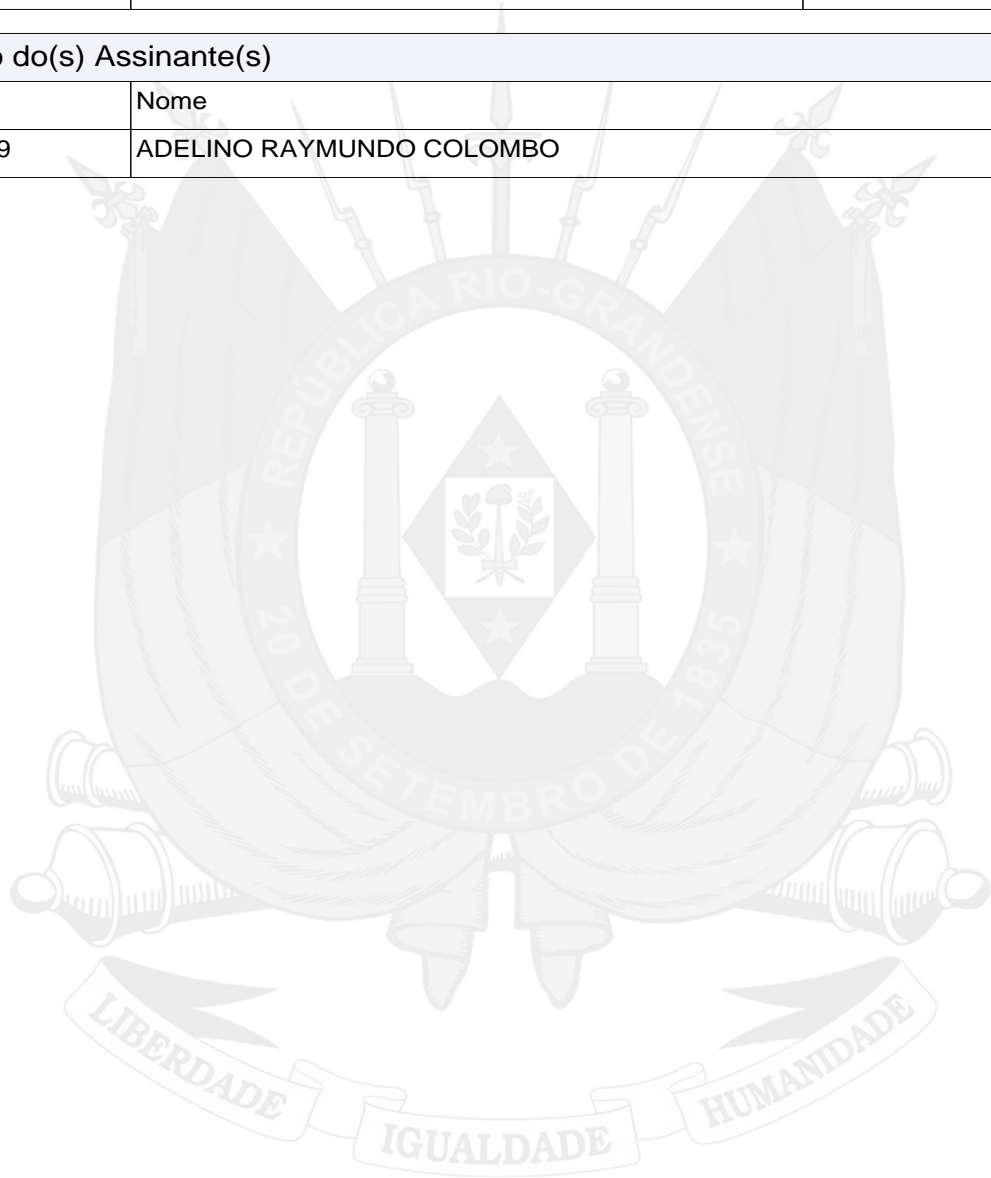 o do(s) Assinante(s)
Nome
9
ADELINO RAYMUNDO COLOMBO
REPÚBLICA RIO-GRANDENSE
20 DE SETEMBRO DE 1835
LIBERDADE
IGUALDADE
HUMANIDADE